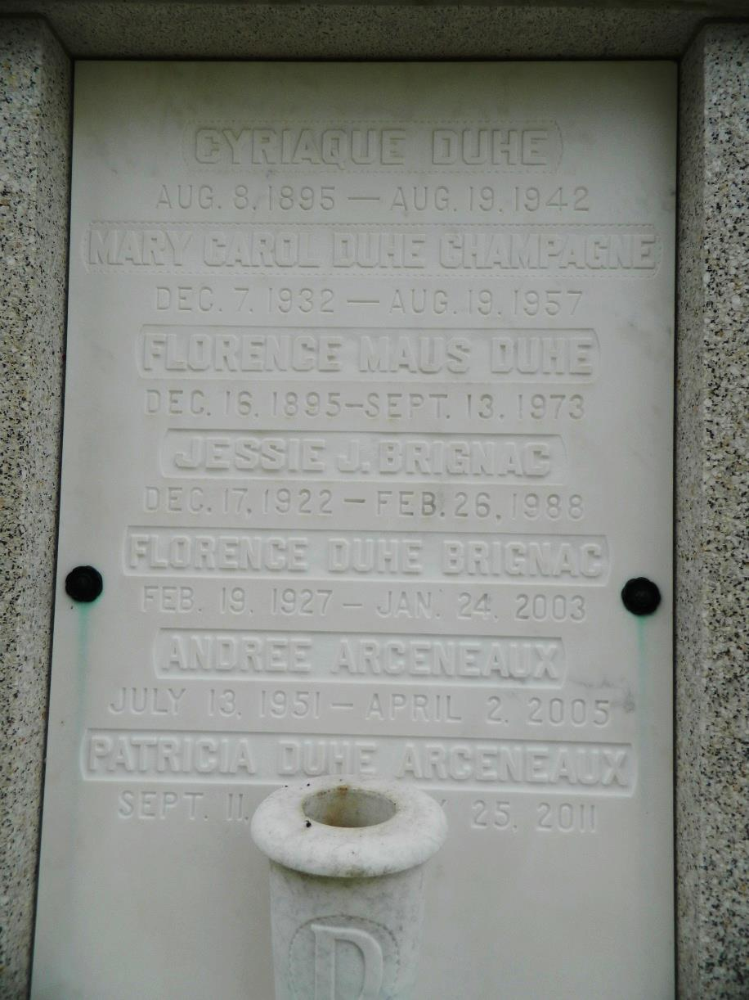 CYRIAQUE DUHE
AUG. 8, 1895 — AUG. 19, 1942
MARY CAROL DUHE CHAMPAGNE
DEC. 7, 1932 — AUG. 19, 1957
FLORENCE MAUS DUHE
DEC. 16, 1895 – SEPT. 13, 1973
JESSIE J. BRIGNAC
DEC. 17, 1922 – FEB. 26, 1988
FLORENCE DUHE BRIGNAC
FEB. 19, 1927 – JAN. 24, 2003
ANDREE ARCENEAUX
JULY 13, 1951 – APRIL 2, 2005
PATRICIA DUHE ARCENEAUX
SEPT. 11, 25, 2011
D